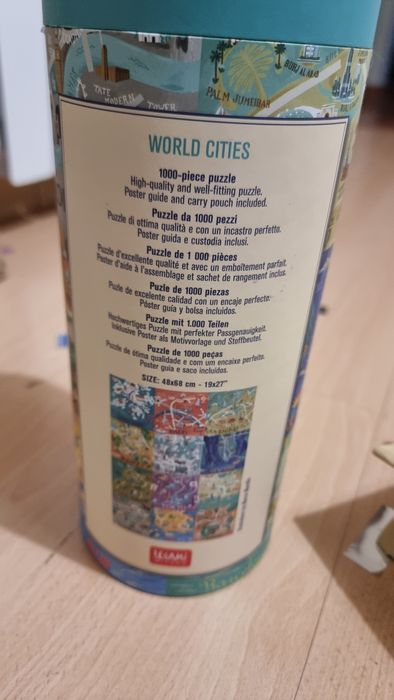 TATE
MODERN
TOWER
BURJ AL ARAB
PALM JUMEIRAH
WORLD CITIES
1000-piece puzzle
High-quality and well-fitting puzzle.
Poster guide and carry pouch included.
Puzzle da 1000 pezzi
Puzzle di ottima qualità e con un incastro perfetto.
Poster guida e custodia inclusi.
Puzzle de 1 000 pièces
Puzzle d'excellente qualité et avec un emboîtement parfait.
Poster d'aide à l'assemblage et sachet de rangement inclus.
Puzle de 1000 piezas
Puzle de excelente calidad con un encaje perfecto.
Póster guía y bolsa incluidos.
Puzzle mit 1.000 Teilen
Hochwertiges Puzzle mit perfekter Passgenauigkeit.
Inklusive Poster als Motivvorlage und Stoffbeutel.
Puzzle de 1000 peças
Puzzle de ótima qualidade e com um encaixe perfeito.
Poster guia e saco incluídos.
SIZE: 48x68 cm - 19x27"
LEGAMI